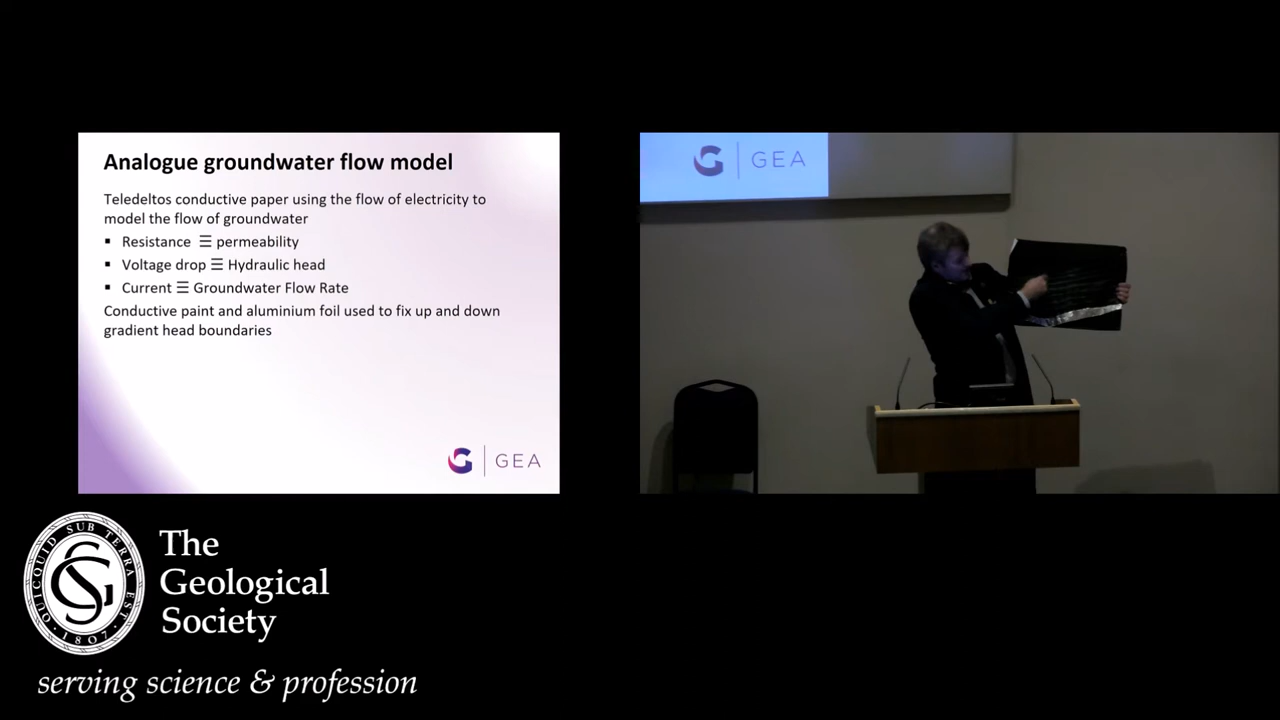 Analogue groundwater flow model
Teledeltos conductive paper using the flow of electricity to
model the flow of groundwater
▪ Resistance ☰ permeability
▪ Voltage drop ☰ Hydraulic head
▪ Current ☰ Groundwater Flow Rate
Conductive paint and aluminium foil used to fix up and down
gradient head boundaries
G | GEA
G | GEA
QUICQUID SUB TERRA EST
GS
· 1807 ·
The
Geological
Society
serving science & profession